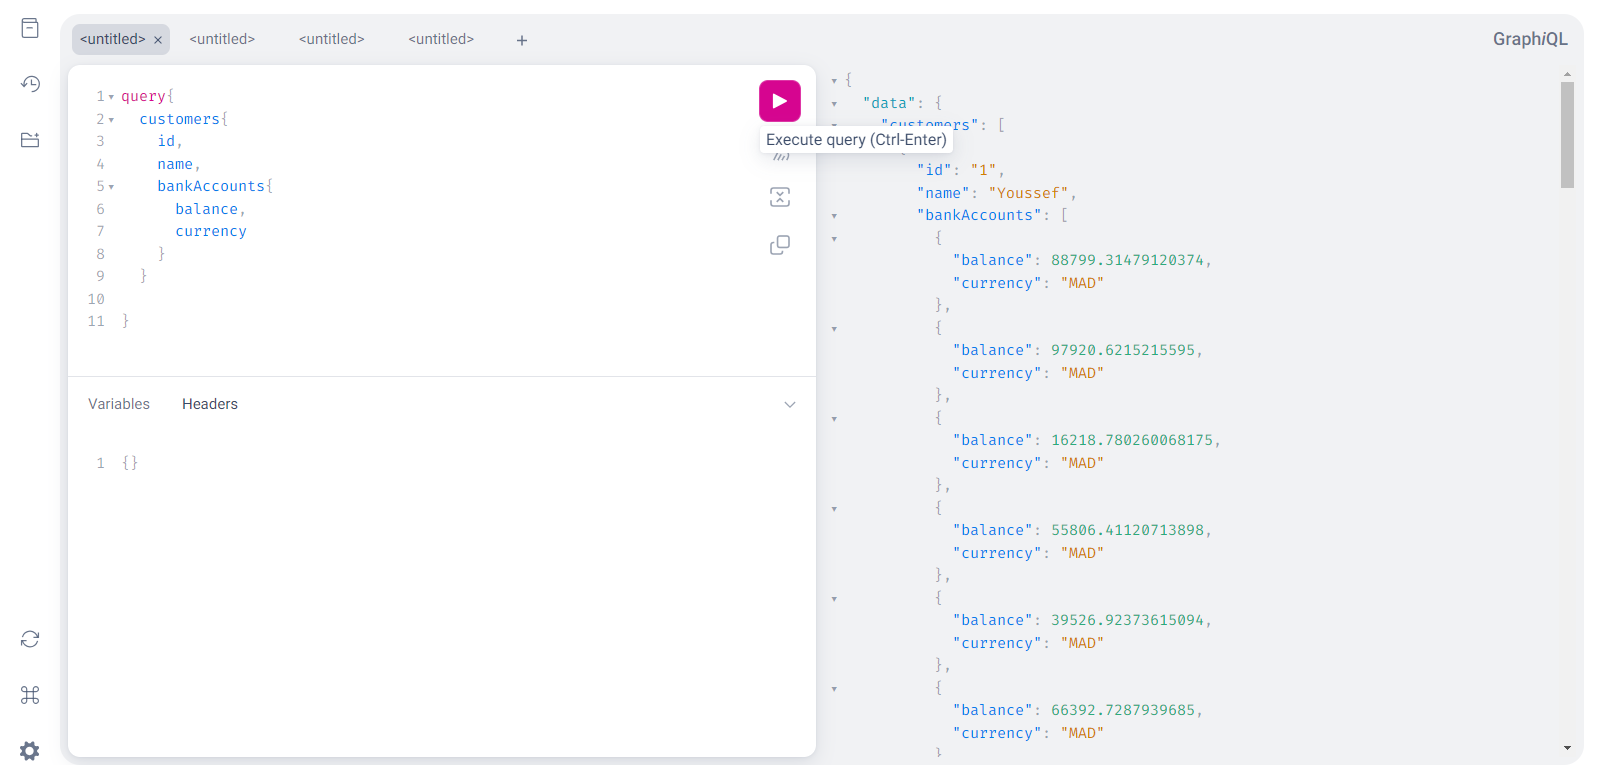 <untitled> × <untitled> <untitled> <untitled> +
GraphiQL
1 query{
2 customers{
3 id,
4 name,
5 bankAccounts{
6 balance,
7 currency
8 }
9 }
10
11 }
Execute query (Ctrl-Enter)
Variables Headers
1 {}
{
"data": {
"customers": [
"id": "1",
"name": "Youssef",
"bankAccounts": [
{
"balance": 88799.31479120374,
"currency": "MAD"
},
{
"balance": 97920.6215215595,
"currency": "MAD"
},
{
"balance": 16218.780260068175,
"currency": "MAD"
},
{
"balance": 55806.41120713898,
"currency": "MAD"
},
{
"balance": 39526.92373615094,
"currency": "MAD"
},
{
"balance": 66392.7287939685,
"currency": "MAD"
}